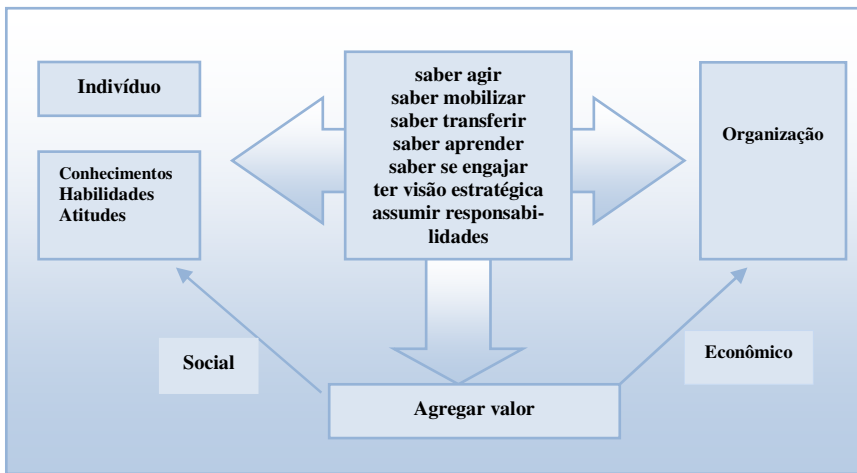 Indivíduo
Conhecimentos
Habilidades
Atitudes
saber agir
saber mobilizar
saber transferir
saber aprender
saber se engajar
ter visão estratégica
assumir responsabi-
lidades
Organização
Social
Econômico
Agregar valor